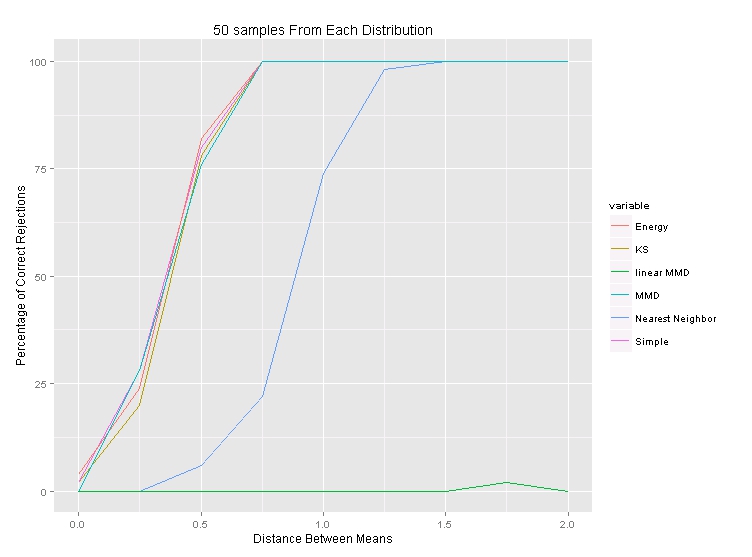 50 samples From Each Distribution
Percentage of Correct Rejections
100
75
50
25
0
0.0
0.5
1.0
1.5
2.0
Distance Between Means
variable
Energy
KS
linear MMD
MMD
Nearest Neighbor
Simple